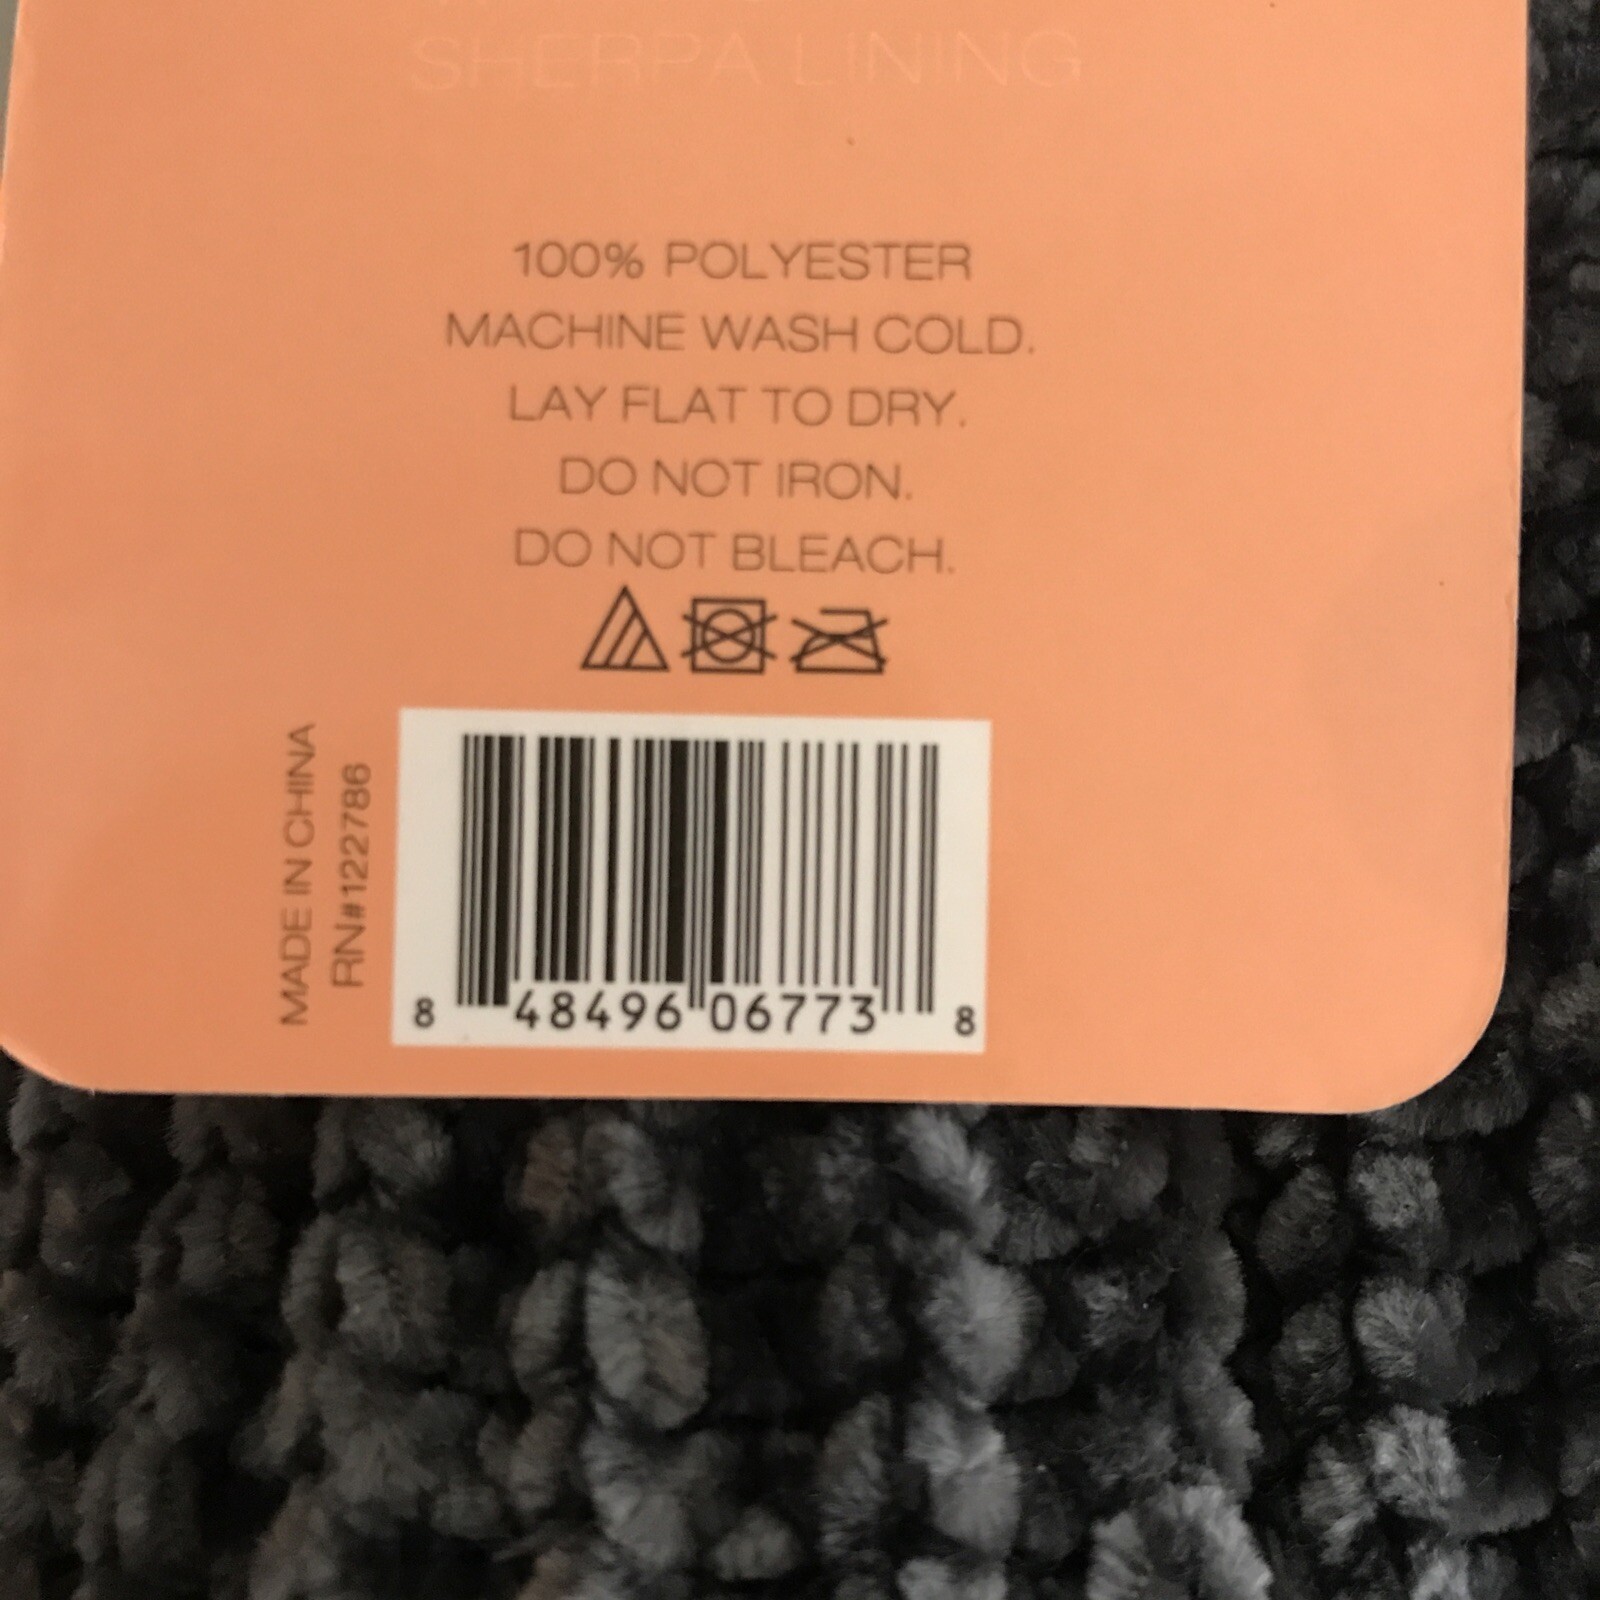 SHERPA LINING
100% POLYESTER
MACHINE WASH COLD.
LAY FLAT TO DRY.
DO NOT IRON.
DO NOT BLEACH.
MADE IN CHINA
RN#122786
8 48496 06773 8